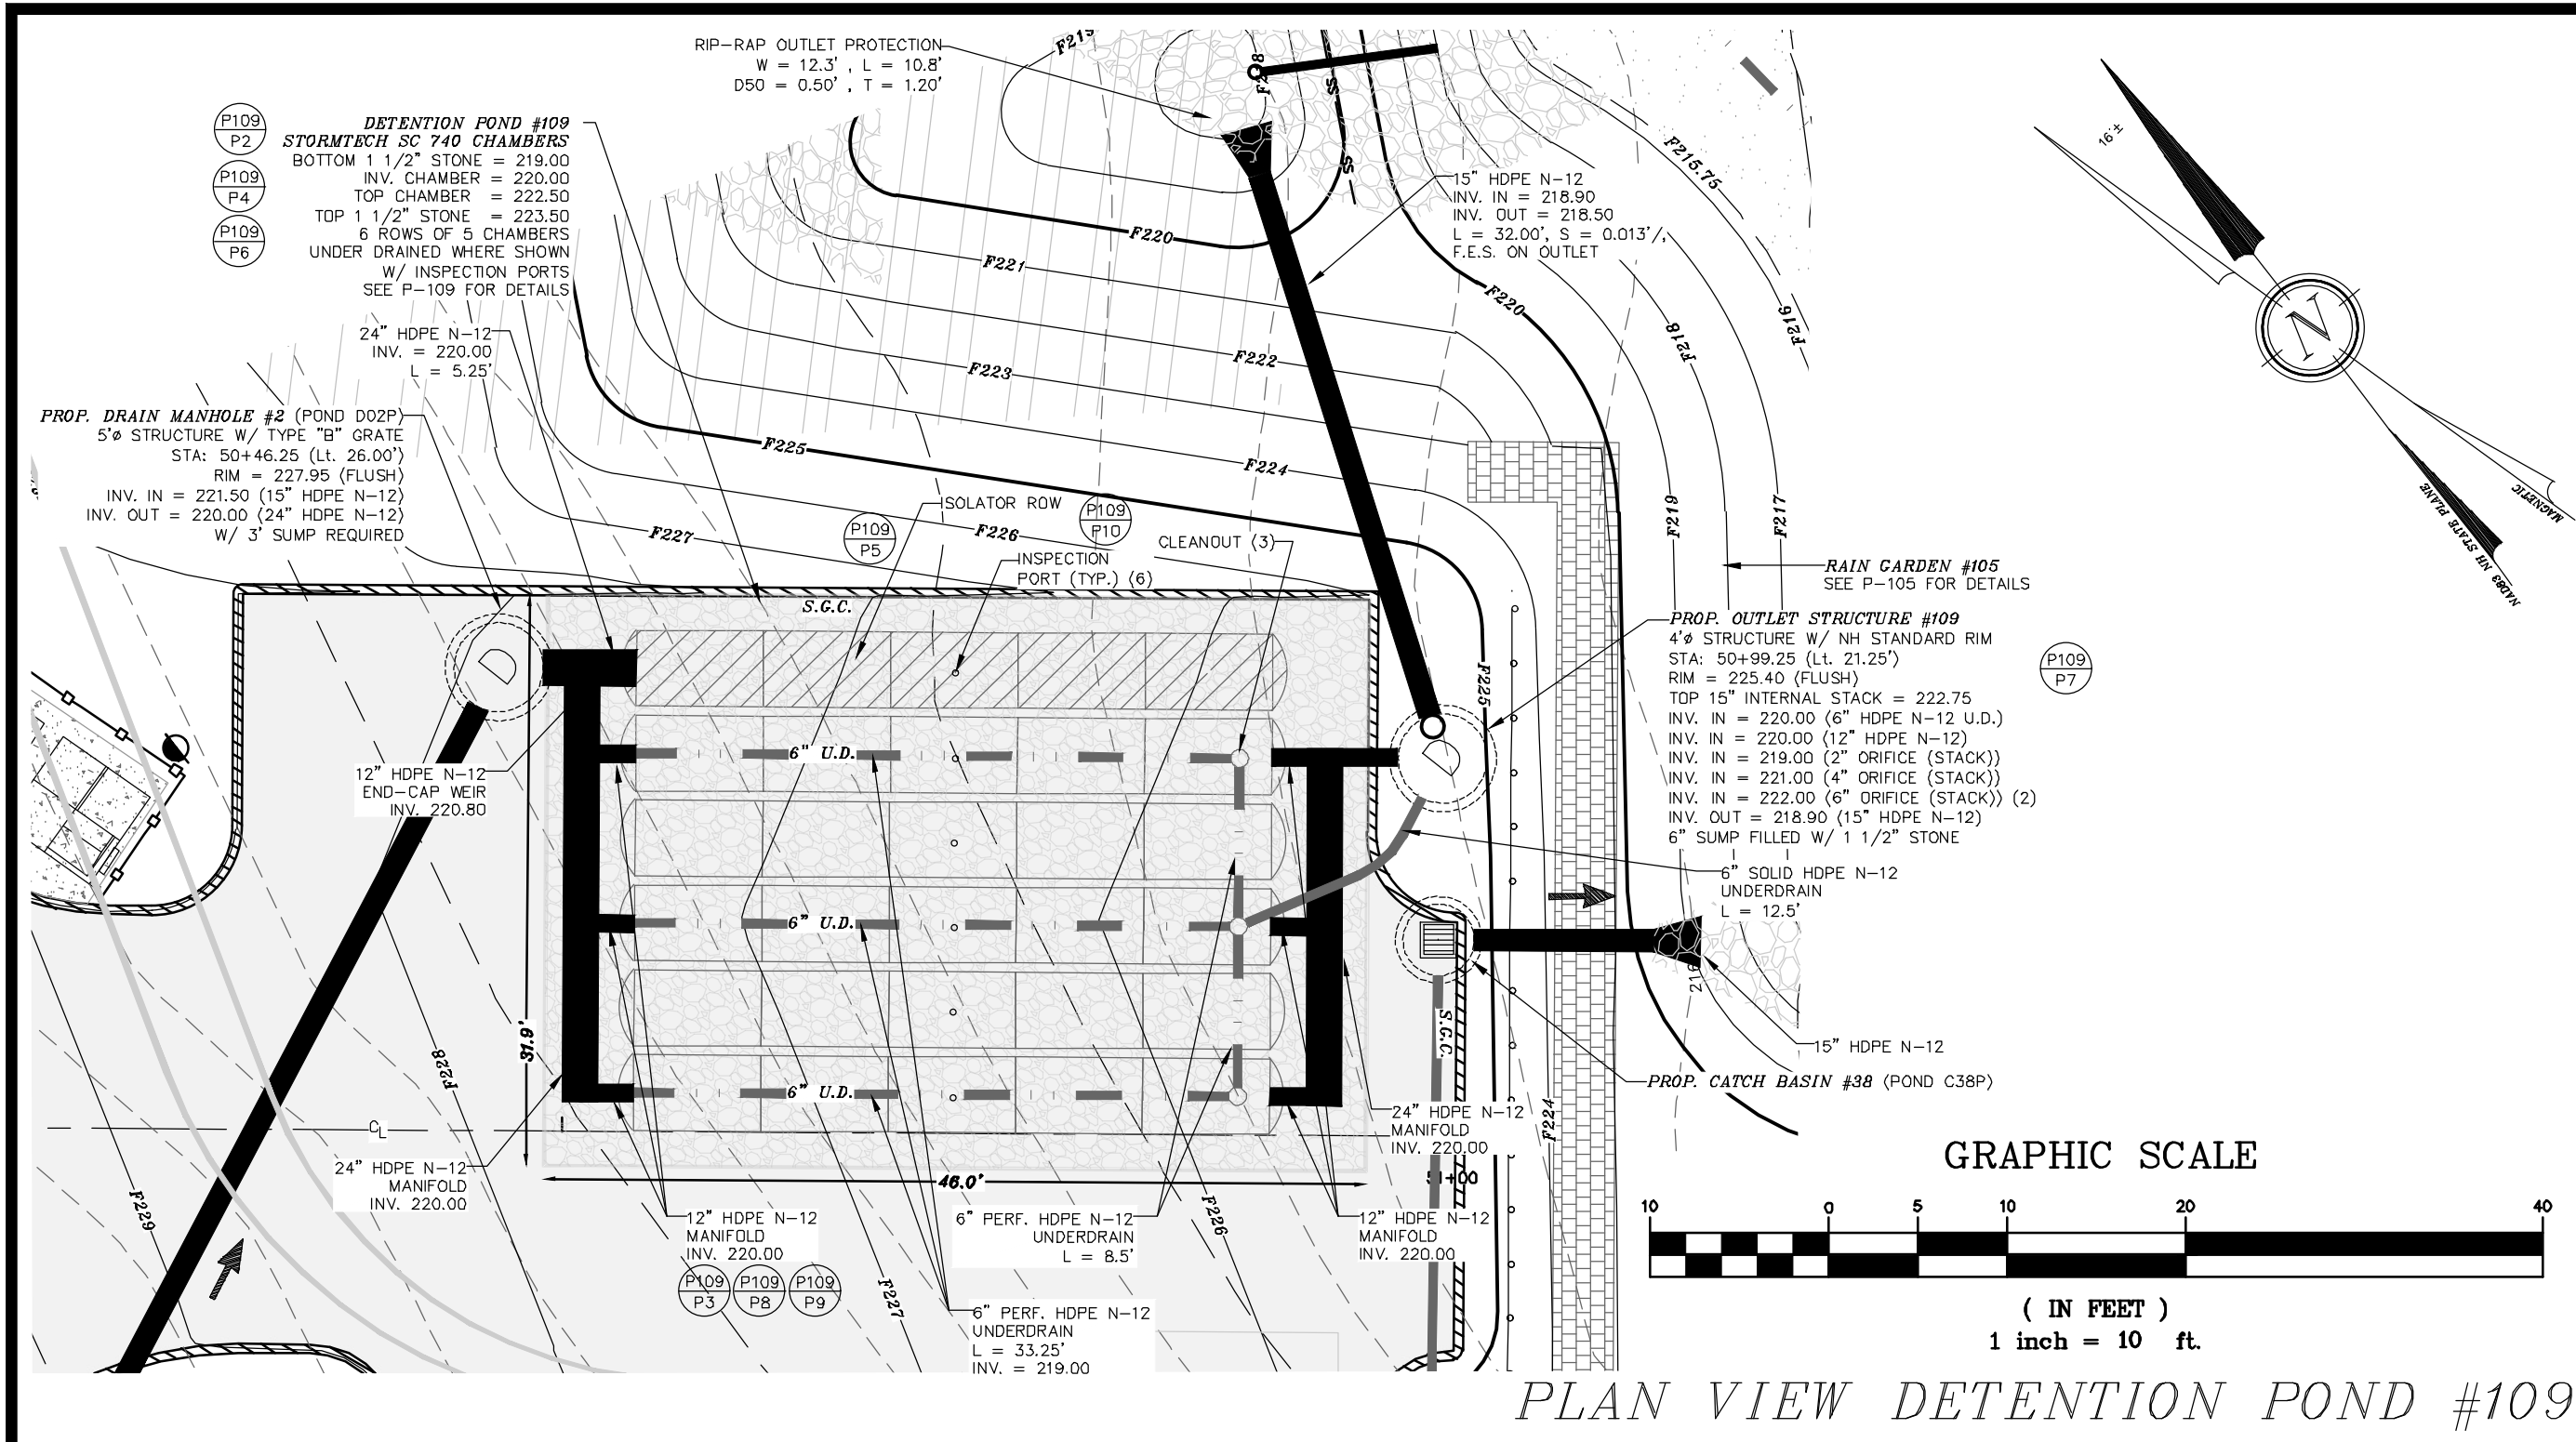 RIP-RAP OUTLET PROTECTION
W = 12.3' , L = 10.8'
D50 = 0.50' , T = 1.20'
P109
P2
P109
P4
P109
P6
DETENTION POND #109
STORMTECH SC 740 CHAMBERS
BOTTOM 1 1/2" STONE = 219.00
INV. CHAMBER = 220.00
TOP CHAMBER = 222.50
TOP 1 1/2" STONE = 223.50
6 ROWS OF 5 CHAMBERS
UNDER DRAINED WHERE SHOWN
W/ INSPECTION PORTS
SEE P-109 FOR DETAILS
24" HDPE N-12
INV. = 220.00
L = 5.25'
PROP. DRAIN MANHOLE #2 (POND D02P)
5'ø STRUCTURE W/ TYPE "B" GRATE
STA: 50+46.25 (Lt. 26.00')
RIM = 227.95 (FLUSH)
INV. IN = 221.50 (15" HDPE N-12)
INV. OUT = 220.00 (24" HDPE N-12)
W/ 3' SUMP REQUIRED
15" HDPE N-12
INV. IN = 218.90
INV. OUT = 218.50
L = 32.00', S = 0.013'/,
F.E.S. ON OUTLET
F219
SS
SS
F215.75
F216
F218
F220
F220
F221
F222
F223
F224
F225
F226
F227
F219
F217
16'±
N
MAGNETIC
NAD83 NH STATE PLANE
ISOLATOR ROW
P109
P5
P109
P10
CLEANOUT (3)
INSPECTION
PORT (TYP.) (6)
S.G.C.
RAIN GARDEN #105
SEE P-105 FOR DETAILS
PROP. OUTLET STRUCTURE #109
4'ø STRUCTURE W/ NH STANDARD RIM
STA: 50+99.25 (Lt. 21.25')
RIM = 225.40 (FLUSH)
TOP 15" INTERNAL STACK = 222.75
INV. IN = 220.00 (6" HDPE N-12 U.D.)
INV. IN = 220.00 (12" HDPE N-12)
INV. IN = 219.00 (2" ORIFICE (STACK))
INV. IN = 221.00 (4" ORIFICE (STACK))
INV. IN = 222.00 (6" ORIFICE (STACK)) (2)
INV. OUT = 218.90 (15" HDPE N-12)
6" SUMP FILLED W/ 1 1/2" STONE
P109
P7
6" SOLID HDPE N-12
UNDERDRAIN
L = 12.5'
D
D
F225
12" HDPE N-12
END-CAP WEIR
INV. 220.80
6" U.D.
6" U.D.
6" U.D.
31.9'
46.0'
F228
F229
F227
F226
F224
216
S.G.C.
15" HDPE N-12
PROP. CATCH BASIN #38 (POND C38P)
CL
24" HDPE N-12
MANIFOLD
INV. 220.00
24" HDPE N-12
MANIFOLD
INV. 220.00
51+00
12" HDPE N-12
MANIFOLD
INV. 220.00
P109
P3
P109
P8
P109
P9
6" PERF. HDPE N-12
UNDERDRAIN
L = 8.5'
12" HDPE N-12
MANIFOLD
INV. 220.00
6" PERF. HDPE N-12
UNDERDRAIN
L = 33.25'
INV. = 219.00
GRAPHIC SCALE
10 0 5 10 20 40
( IN FEET )
1 inch = 10 ft.
PLAN VIEW DETENTION POND #109